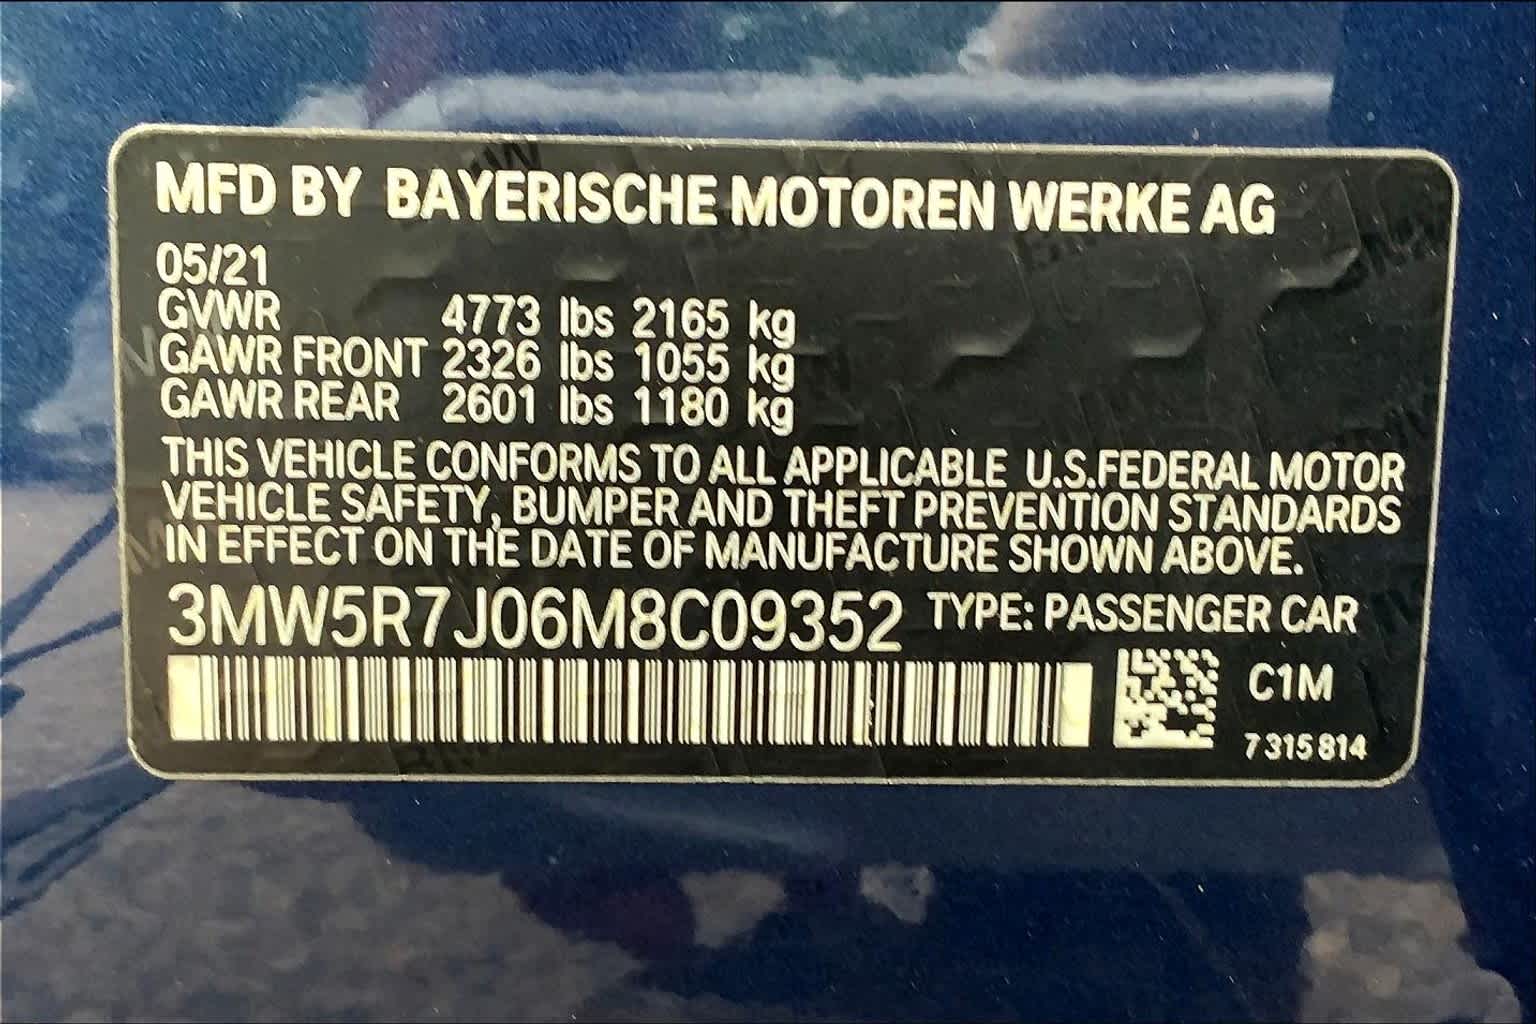 MFD BY BAYERISCHE MOTOREN WERKE AG
05/21
GVWR 4773 lbs 2165 kg
GAWR FRONT 2326 lbs 1055 kg
GAWR REAR 2601 lbs 1180 kg
THIS VEHICLE CONFORMS TO ALL APPLICABLE U.S.FEDERAL MOTOR
VEHICLE SAFETY, BUMPER AND THEFT PREVENTION STANDARDS
IN EFFECT ON THE DATE OF MANUFACTURE SHOWN ABOVE.
3MW5R7J06M8C09352 TYPE: PASSENGER CAR
C1M
7 315 814